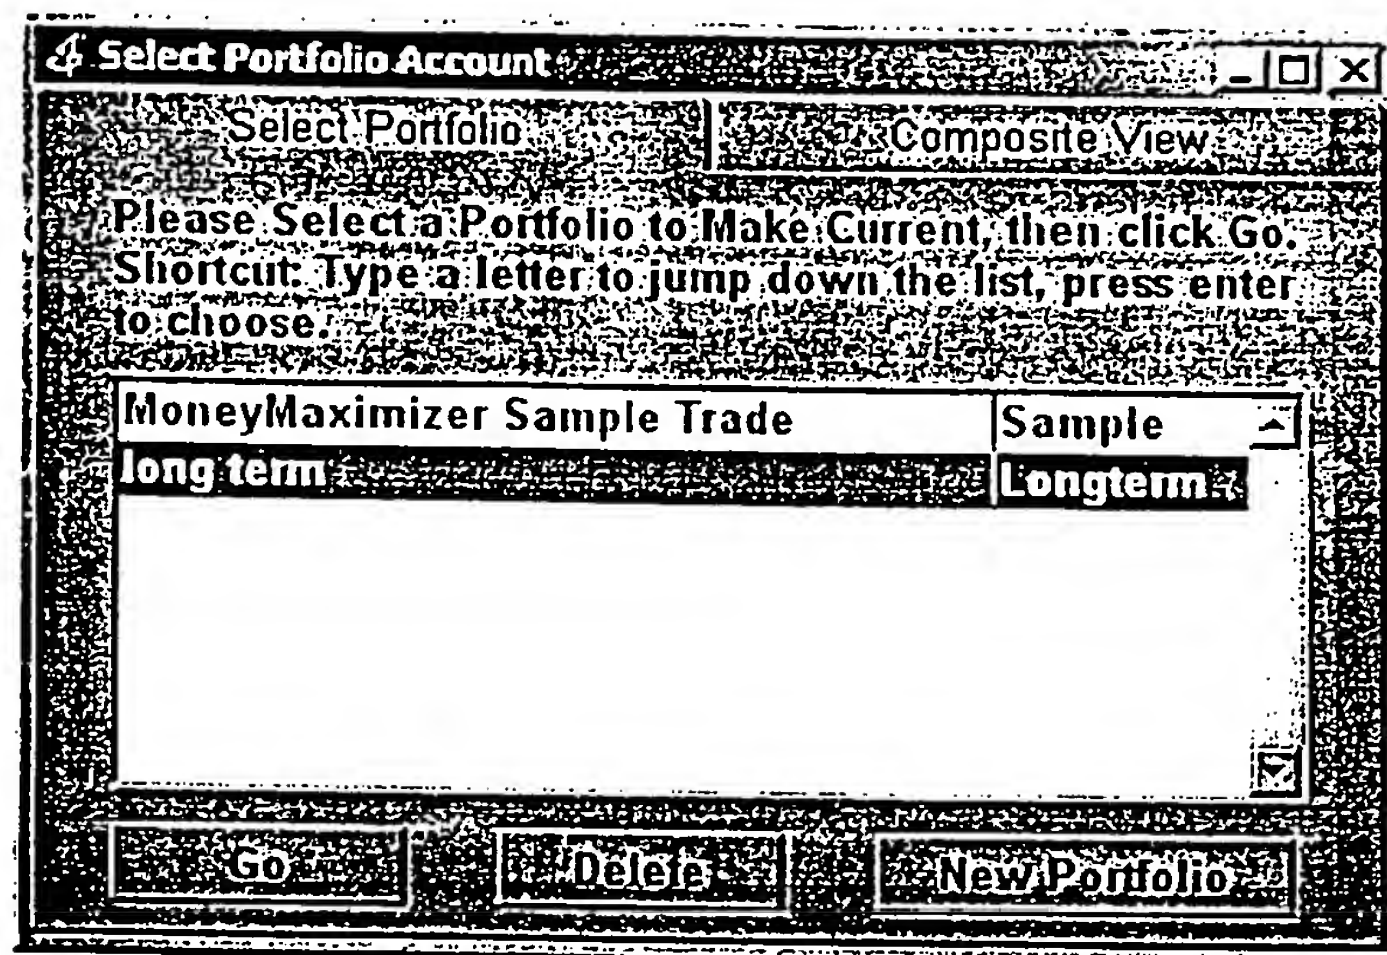 Select Portfolio Account
Select Portfolio Composite View
Please Select a Portfolio to Make Current, then click Go.
Shortcut: Type a letter to jump down the list, press enter
to choose.
MoneyMaximizer Sample Trade Sample
long term Longterm
Go Delete New Portfolio